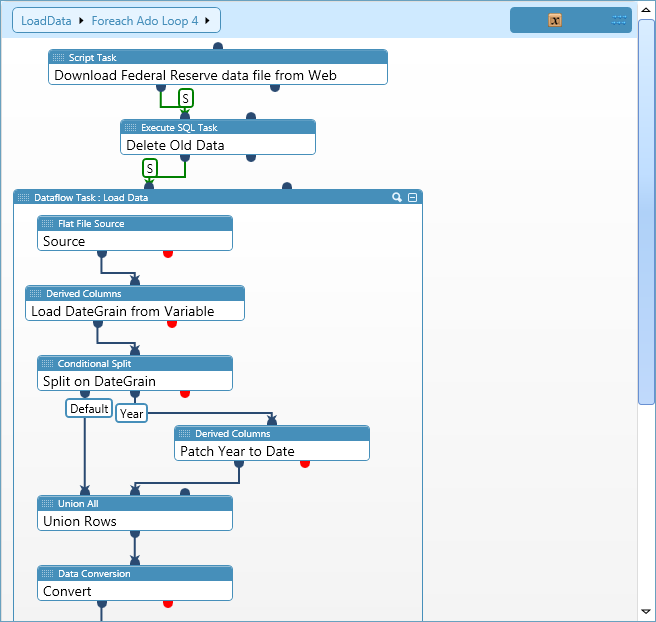 LoadData Foreach Ado Loop 4
x
Script Task
Download Federal Reserve data file from Web
S
Execute SQL Task
Delete Old Data
S
Dataflow Task : Load Data
Flat File Source
Source
Derived Columns
Load DateGrain from Variable
Conditional Split
Split on DateGrain
Default
Year
Derived Columns
Patch Year to Date
Union All
Union Rows
Data Conversion
Convert